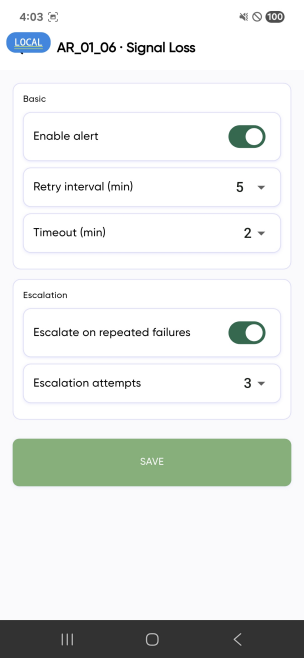 4:03
100
LOCAL
AR_01_06 · Signal Loss
Basic
Enable alert
Retry interval (min) 5
Timeout (min) 2
Escalation
Escalate on repeated failures
Escalation attempts 3
SAVE